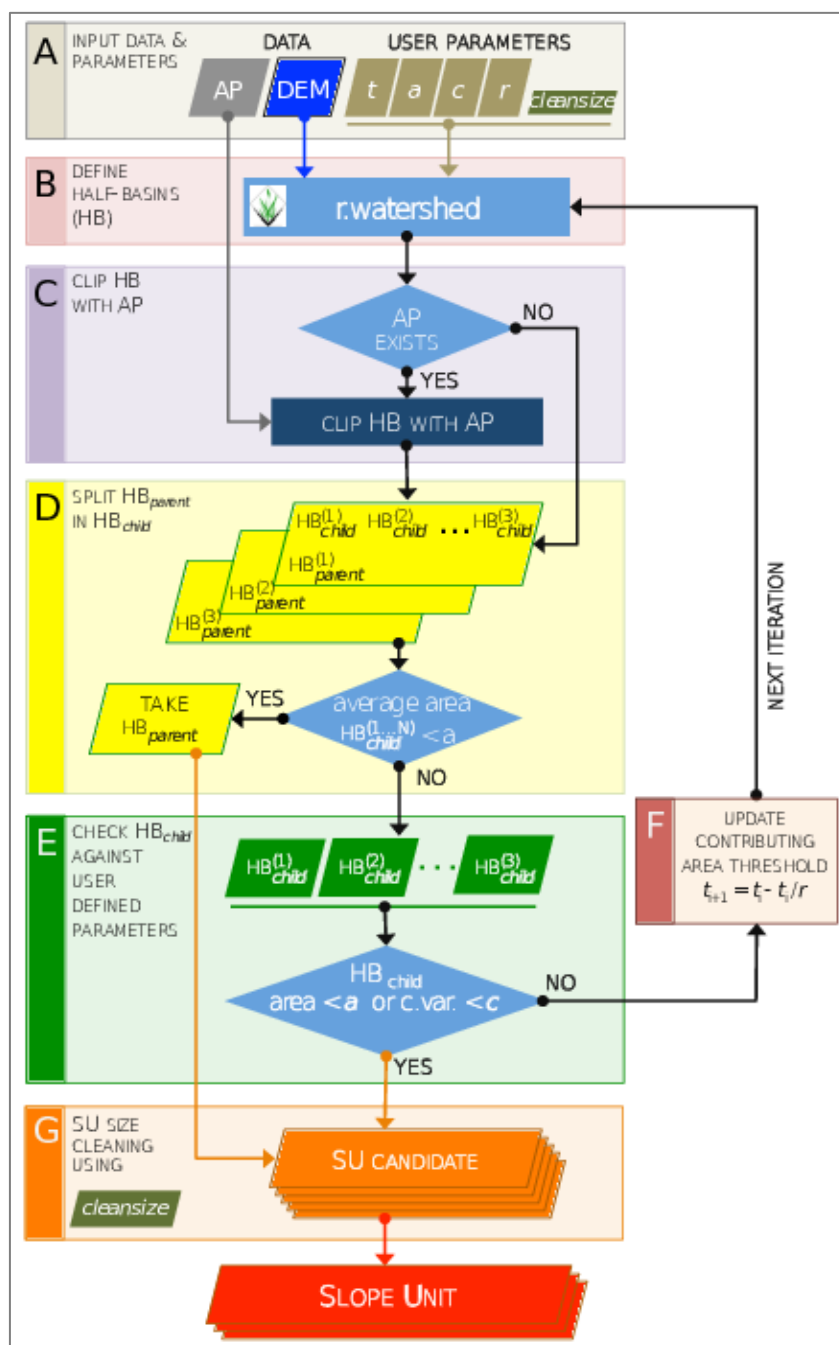 A
INPUT DATA &
PARAMETERS
DATA
USER PARAMETERS
AP
DEM
t
a
c
r
cleansize
B
DEFINE
HALF-BASINS
(HB)
r.watershed
C
CLIP HB
WITH AP
AP
EXISTS
NO
YES
CLIP HB WITH AP
D
SPLIT HBparent
IN HBchild
HB(1)child HB(2)child ... HB(3)child
HB(1)parent
HB(2)parent
HB(3)parent
TAKE
HBparent
YES
average area
HB(1...N)child < a
NO
E
CHECK HBchild
AGAINST
USER
DEFINED
PARAMETERS
HB(1)child
HB(2)child
...
HB(3)child
HB child
area < a or c.var. < c
NO
YES
F
UPDATE
CONTRIBUTING
AREA THRESHOLD
ti+1 = ti - ti/r
NEXT ITERATION
G
SU SIZE
CLEANING
USING
cleansize
SU CANDIDATE
SLOPE UNIT